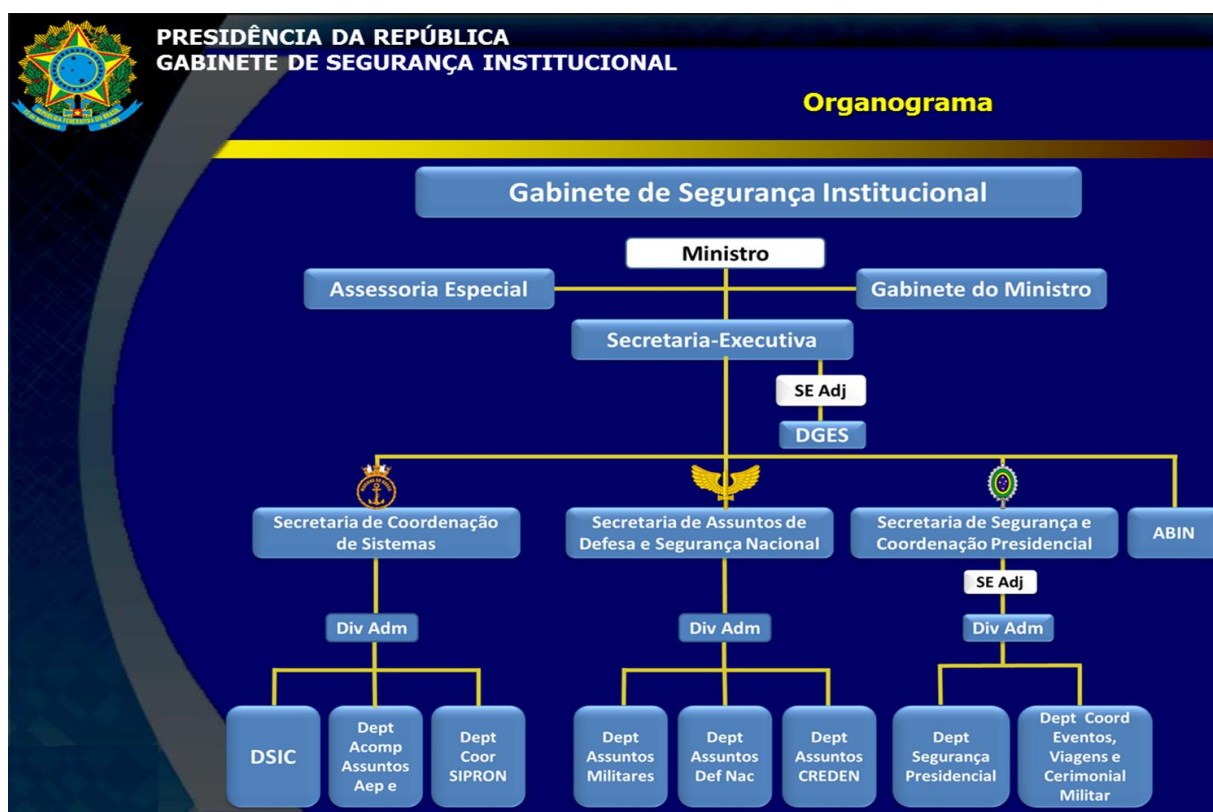 PRESIDÊNCIA DA REPÚBLICA
GABINETE DE SEGURANÇA INSTITUCIONAL
Organograma
Gabinete de Segurança Institucional
Ministro
Assessoria Especial
Gabinete do Ministro
Secretaria-Executiva
SE Adj
DGES
Secretaria de Coordenação
de Sistemas
Secretaria de Assuntos de
Defesa e Segurança Nacional
Secretaria de Segurança e
Coordenação Presidencial
ABIN
SE Adj
Div Adm
Div Adm
Div Adm
DSIC
Dept
Acomp
Assuntos
Aep e
Dept
Coor
SIPRON
Dept
Assuntos
Militares
Dept
Assuntos
Def Nac
Dept
Assuntos
CREDEN
Dept
Segurança
Presidencial
Dept Coord
Eventos,
Viagens e
Cerimonial
Militar